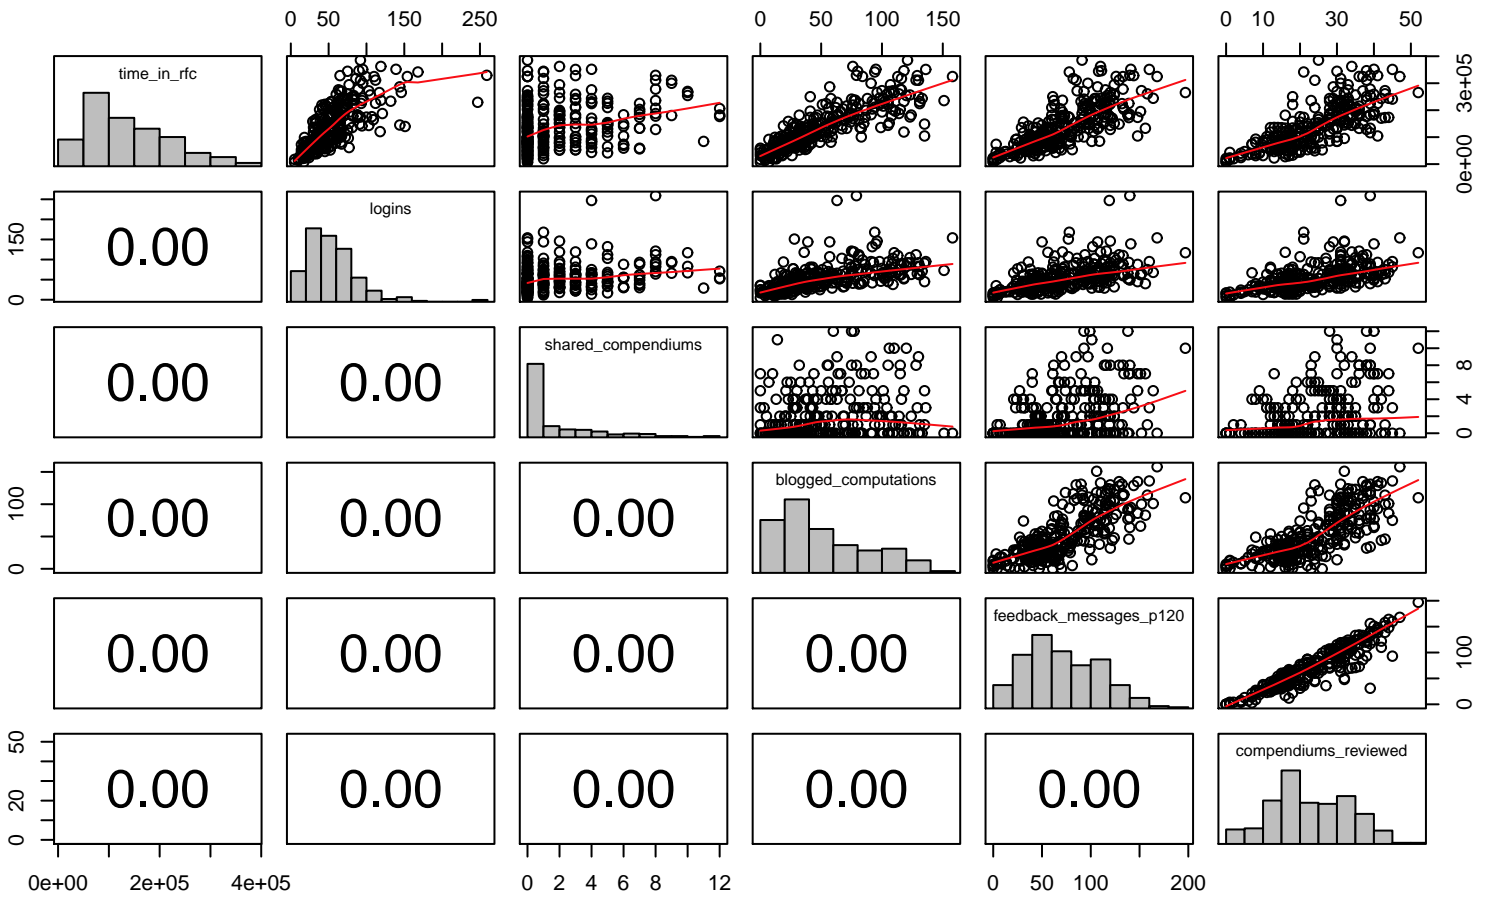 0 50 150 250 0 50 100 150 0 10 30 50
time_in_rfc
0e+00 3e+05
0 150
0.00
logins
0.00 0.00
shared_compendiums
0 4 8
0 100
0.00 0.00 0.00
blogged_computations
0.00 0.00 0.00 0.00
feedback_messages_p120
0 100
0 20 50
0.00 0.00 0.00 0.00 0.00
compendiums_reviewed
0e+00 2e+05 4e+05 0 2 4 6 8 12 0 50 100 200